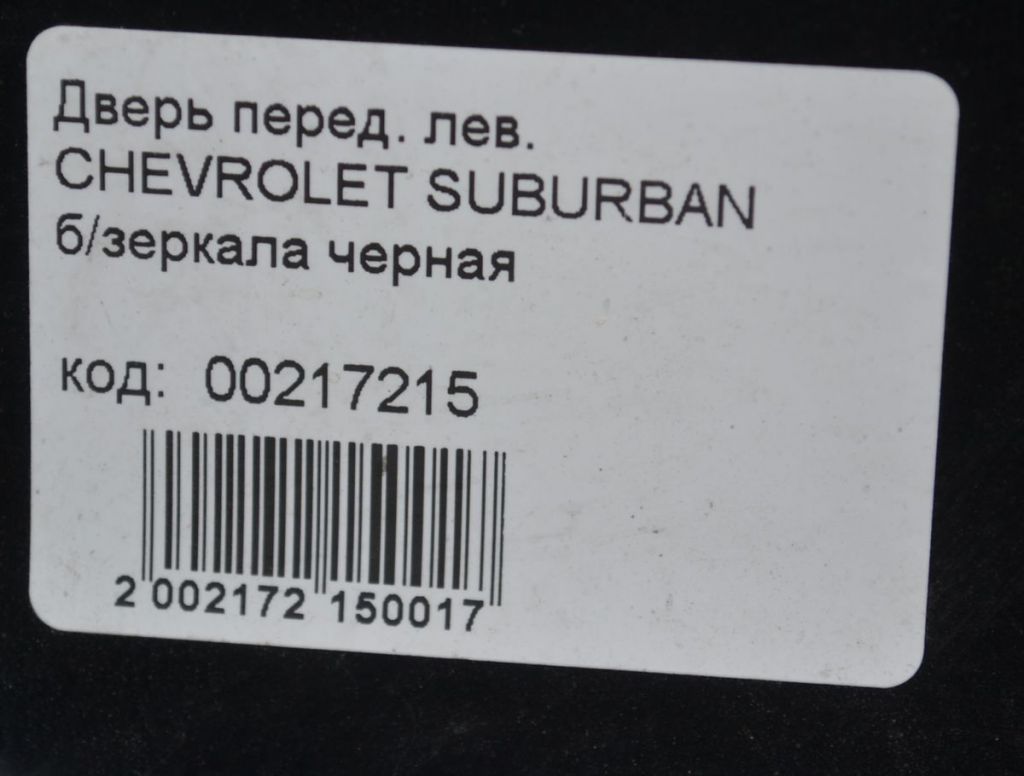 Дверь перед. лев.
CHEVROLET SUBURBAN
б/зеркала черная
код: 00217215
2 002172 150017